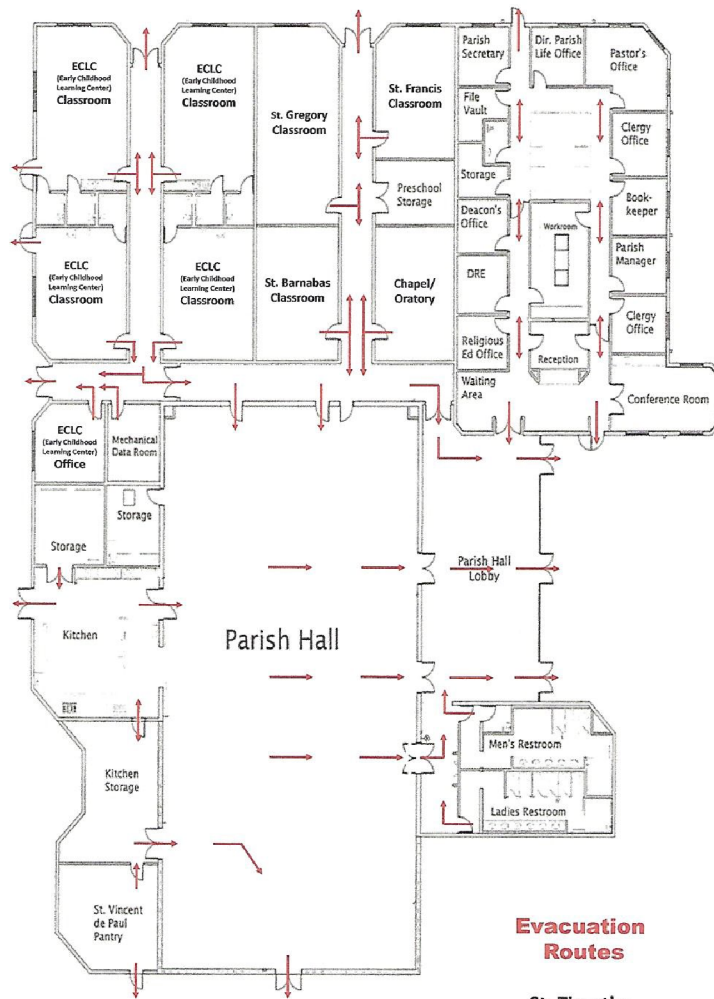 ECLC
(Early Childhood
Learning Center)
Classroom
ECLC
(Early Childhood
Learning Center)
Classroom
St. Gregory
Classroom
St. Francis
Classroom
Parish
Secretary
Dir. Parish
Life Office
Pastor's
Office
File
Vault
Clergy
Office
Preschool
Storage
Storage
Deacon's
Office
Workroom
Book-
keeper
ECLC
(Early Childhood
Learning Center)
Classroom
ECLC
(Early Childhood
Learning Center)
Classroom
St. Barnabas
Classroom
Chapel/
Oratory
DRE
Parish
Manager
Religious
Ed Office
Reception
Clergy
Office
Waiting
Area
Conference Room
ECLC
(Early Childhood
Learning Center)
Office
Mechanical
Data Room
Storage
Storage
Parish Hall
Lobby
Kitchen
Parish Hall
Men's Restroom
Kitchen
Storage
Ladies Restroom
St. Vincent
de Paul
Pantry
Evacuation
Routes